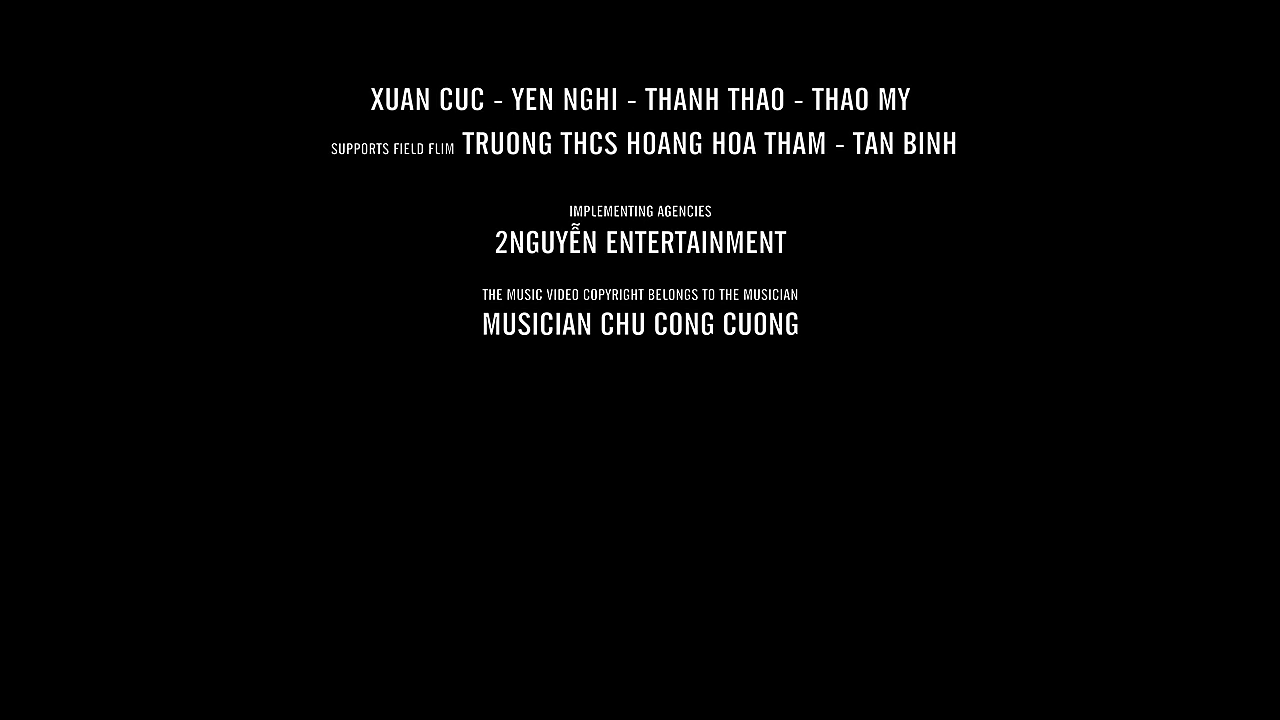 XUAN CUC - YEN NGHI - THANH THAO - THAO MY
SUPPORTS FIELD FLIM TRUONG THCS HOANG HOA THAM - TAN BINH
IMPLEMENTING AGENCIES
2NGUYỄN ENTERTAINMENT
THE MUSIC VIDEO COPYRIGHT BELONGS TO THE MUSICIAN
MUSICIAN CHU CONG CUONG